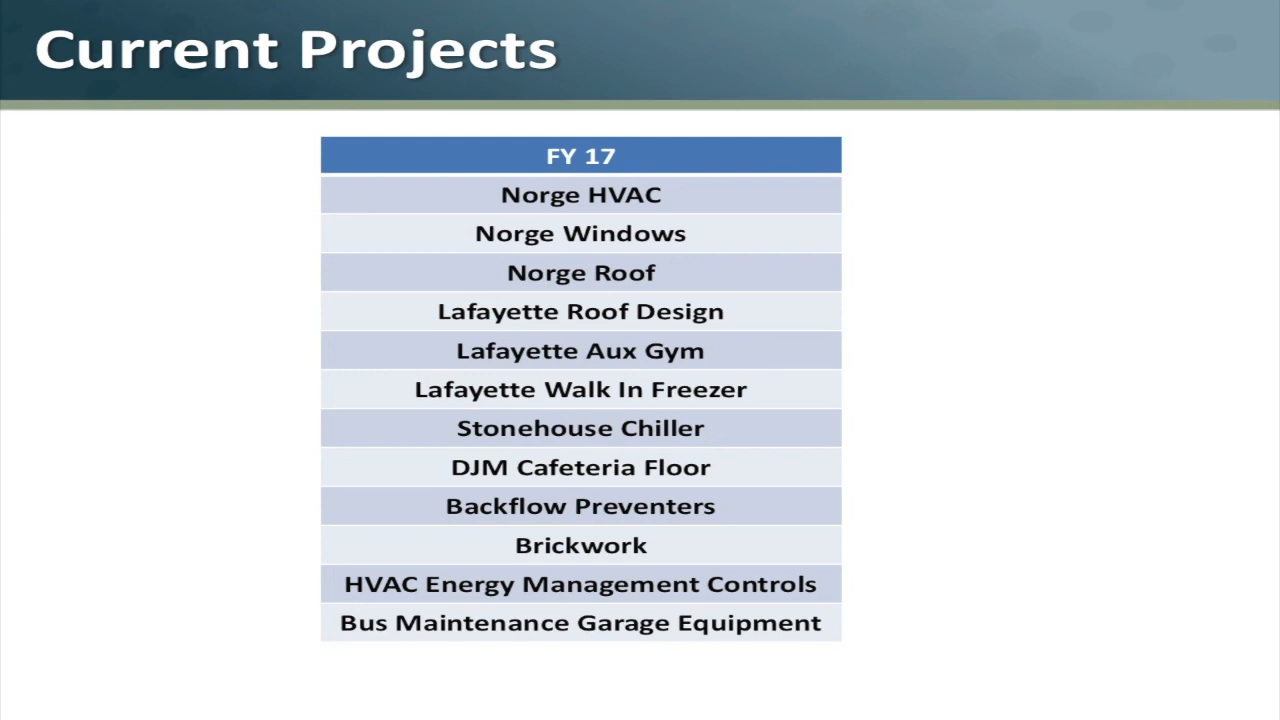 Current Projects
FY 17
Norge HVAC
Norge Windows
Norge Roof
Lafayette Roof Design
Lafayette Aux Gym
Lafayette Walk In Freezer
Stonehouse Chiller
DJM Cafeteria Floor
Backflow Preventers
Brickwork
HVAC Energy Management Controls
Bus Maintenance Garage Equipment